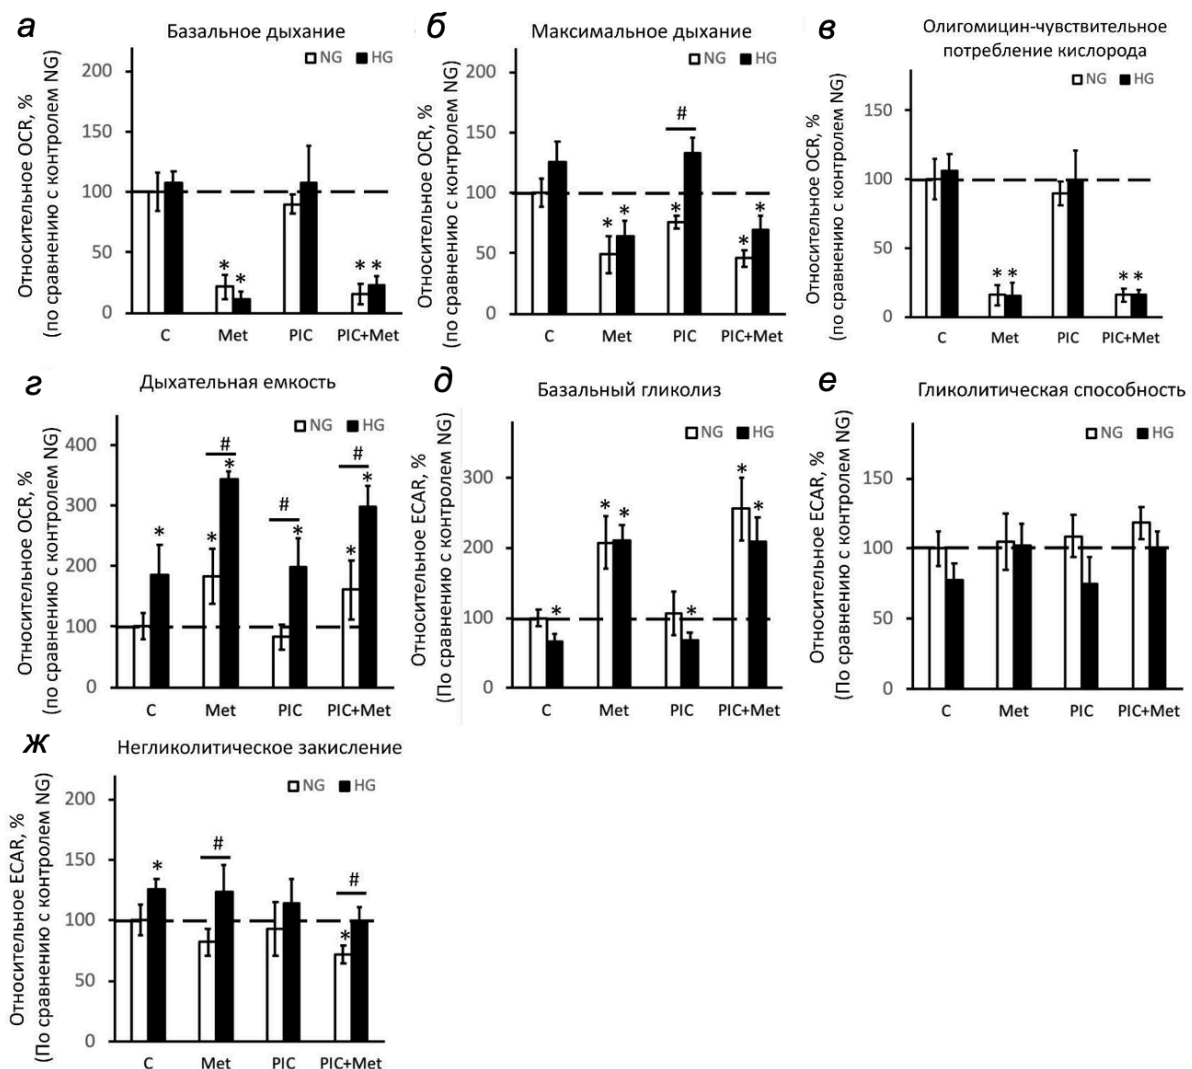 а
Базальное дыхание
NG HG
Относительное OCR, %
(по сравнению с контролем NG)
200
150
100
50
0
* * * *
C Met PIC PIC+Met
б
Максимальное дыхание
NG HG
Относительное OCR, %
(по сравнению с контролем NG)
200
150
100
50
0
#
* * * * *
C Met PIC PIC+Met
в
Олигомицин-чувствительное
потребление кислорода
NG HG
Относительное OCR, %
(по сравнению с контролем NG)
150
100
50
0
* * * *
C Met PIC PIC+Met
г
Дыхательная емкость
NG HG
Относительное OCR, %
(по сравнению с контролем NG)
400
300
200
100
0
# # #
* * * * * *
C Met PIC PIC+Met
д
Базальный гликолиз
NG HG
Относительное ECAR, %
(По сравнению с контролем NG)
300
200
100
0
* * * * * *
C Met PIC PIC+Met
е
Гликолитическая способность
NG HG
Относительное ECAR, %
(По сравнению с контролем NG)
150
100
50
0
C Met PIC PIC+Met
ж
Негликолитическое закисление
NG HG
Относительное ECAR, %
(По сравнению с контролем NG)
200
150
100
50
0
# #
* *
C Met PIC PIC+Met